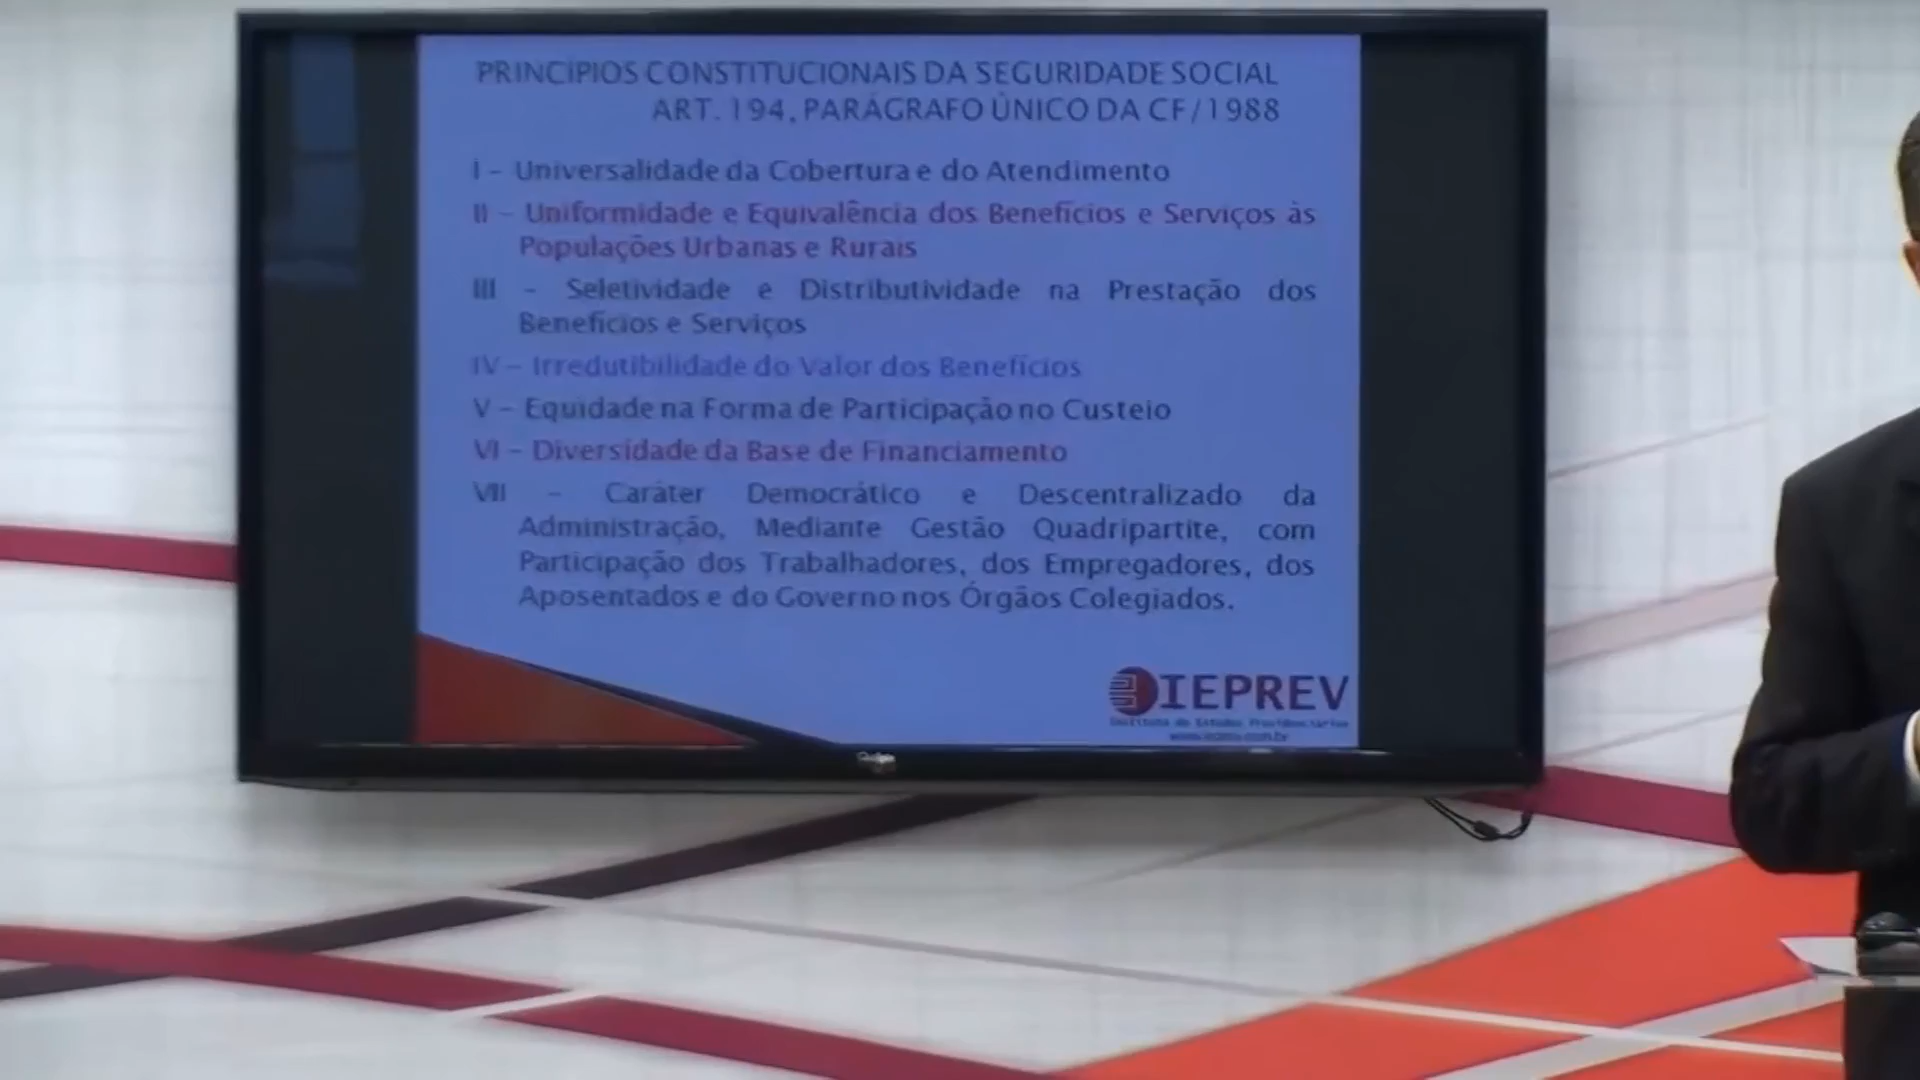 PRINCÍPIOS CONSTITUCIONAIS DA SEGURIDADE SOCIAL
ART. 194, PARÁGRAFO ÚNICO DA CF/1988
I – Universalidade da Cobertura e do Atendimento
II – Uniformidade e Equivalência dos Benefícios e Serviços às
Populações Urbanas e Rurais
III – Seletividade e Distributividade na Prestação dos
Benefícios e Serviços
IV – Irredutibilidade do Valor dos Benefícios
V – Equidade na Forma de Participação no Custeio
VI – Diversidade da Base de Financiamento
VII – Caráter Democrático e Descentralizado da
Administração, Mediante Gestão Quadripartite, com
Participação dos Trabalhadores, dos Empregadores, dos
Aposentados e do Governo nos Órgãos Colegiados.
IEPREV
Instituto de Estudos Previdenciários